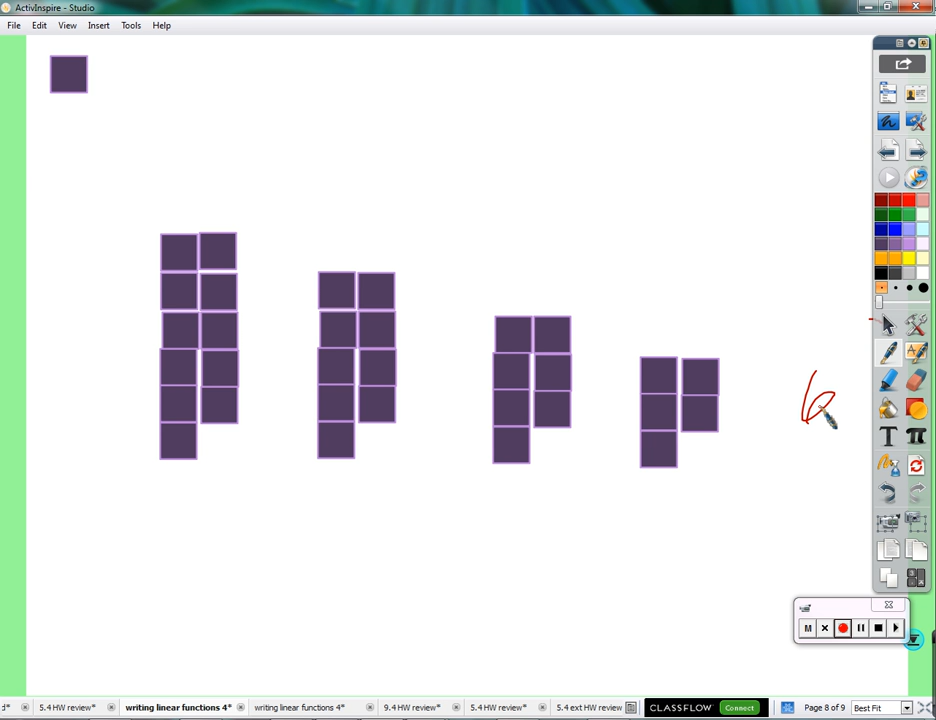 ActivInspire - Studio
File Edit View Insert Tools Help
6
M
5.4 HW review* writing linear functions 4* writing linear functions 4* 9.4 HW review* 5.4 HW review* 5.4 ext HW review CLASSFLOW Connect Page 8 of 9 Best Fit